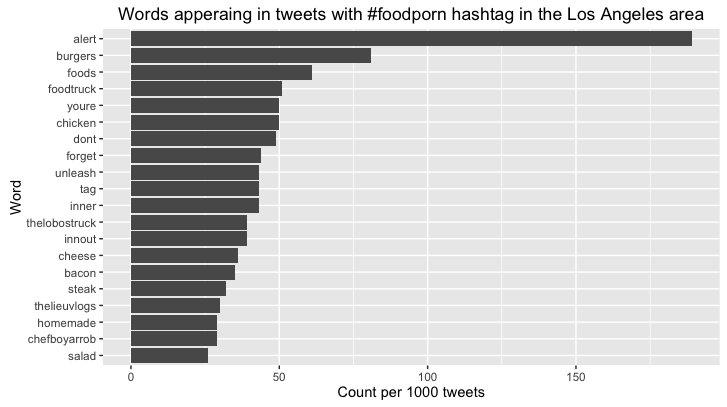 Words apperaing in tweets with #foodporn hashtag in the Los Angeles area
Word
alert
burgers
foods
foodtruck
youre
chicken
dont
forget
unleash
tag
inner
thelobostruck
innout
cheese
bacon
steak
thelieuvlogs
homemade
chefboyarrob
salad
0 50 100 150
Count per 1000 tweets